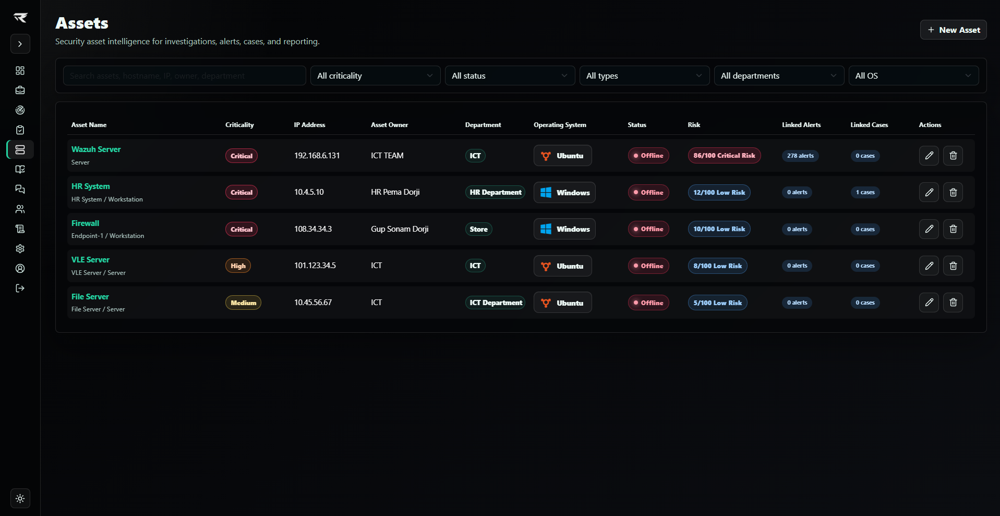 Assets
Security asset intelligence for investigations, alerts, cases, and reporting.
+ New Asset
Search assets, hostname, IP, owner, department
All criticality
All status
All types
All departments
All OS
Asset Name Criticality IP Address Asset Owner Department Operating System Status Risk Linked Alerts Linked Cases Actions
Wazuh Server
Server
Critical 192.168.6.131 ICT TEAM ICT Ubuntu Offline 86/100 Critical Risk 278 alerts 0 cases
HR System
HR System / Workstation
Critical 10.4.5.10 HR Pema Dorji HR Department Windows Offline 12/100 Low Risk 0 alerts 1 cases
Firewall
Endpoint-1 / Workstation
Critical 108.34.34.3 Gup Sonam Dorji Store Windows Offline 10/100 Low Risk 0 alerts 0 cases
VLE Server
VLE Server / Server
High 101.123.34.5 ICT ICT Ubuntu Offline 8/100 Low Risk 0 alerts 0 cases
File Server
File Server / Server
Medium 10.45.56.67 ICT ICT Department Ubuntu Offline 5/100 Low Risk 0 alerts 0 cases